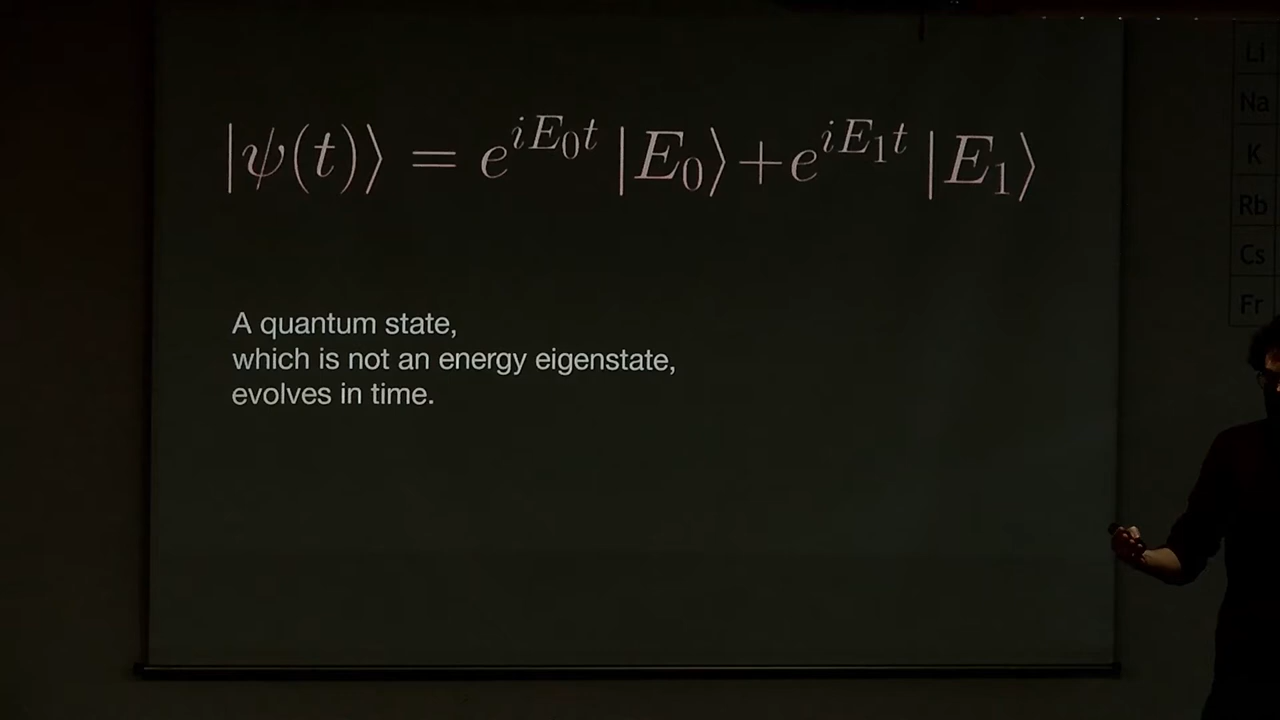 |ψ(t)⟩ = e^{iE_0t} |E_0⟩+e^{iE_1t} |E_1⟩
A quantum state,
which is not an energy eigenstate,
evolves in time.
Li
Na
K
Rb
Cs
Fr